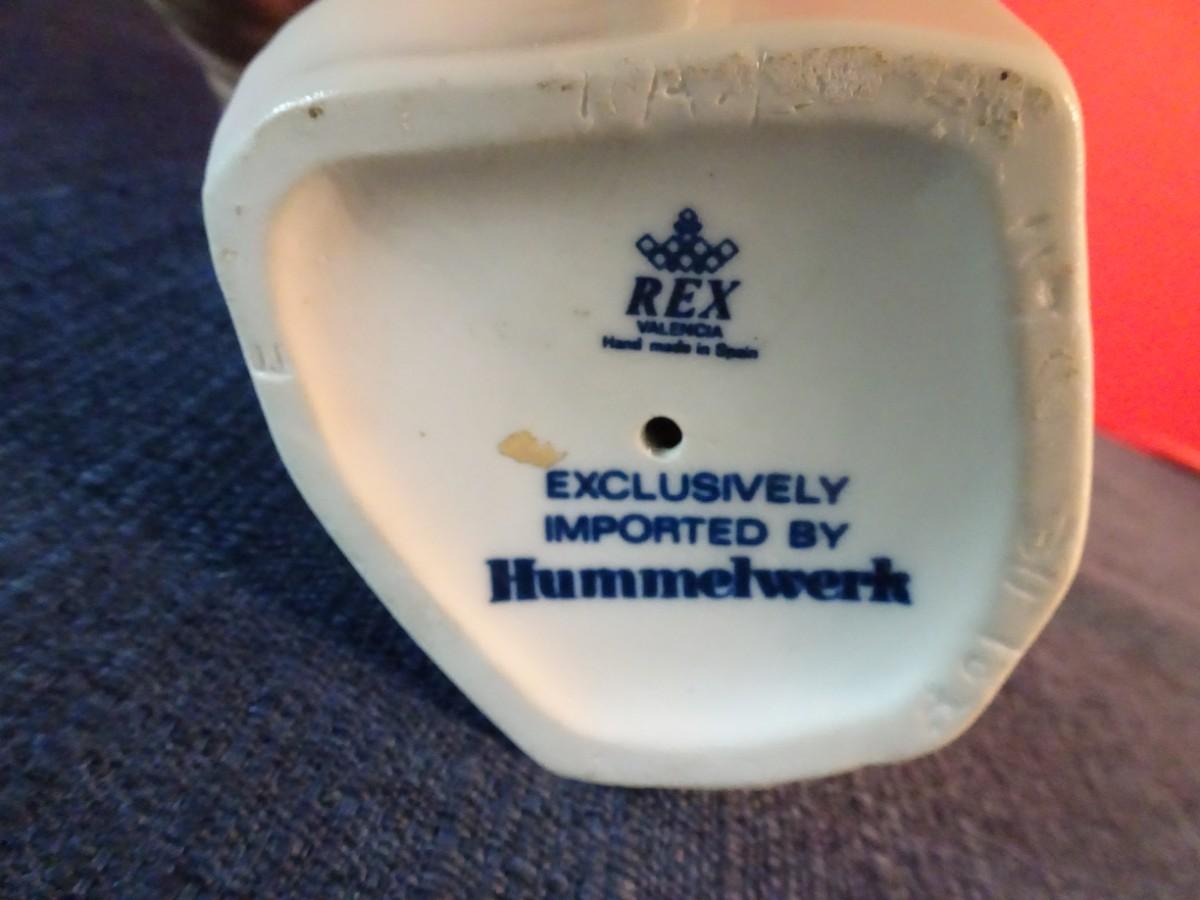 REX
VALENCIA
Hand made in Spain
EXCLUSIVELY
IMPORTED BY
Hummelwerk